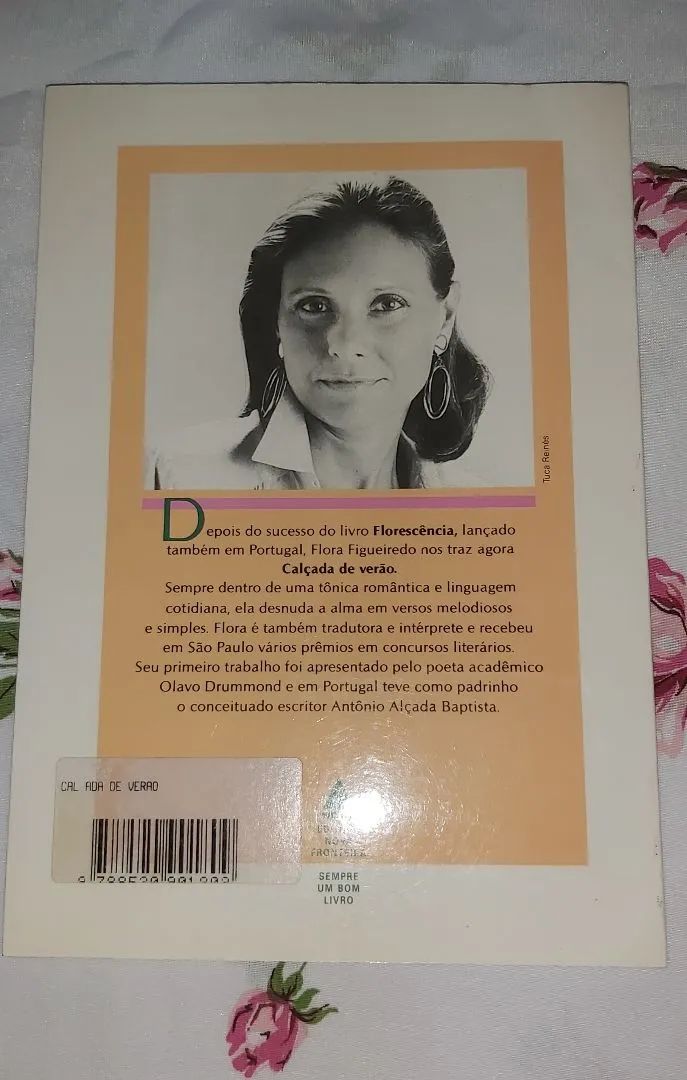 Tuca Reinés
Depois do sucesso do livro Florescência, lançado
também em Portugal, Flora Figueiredo nos traz agora
Calçada de verão.
Sempre dentro de uma tônica romântica e linguagem
cotidiana, ela desnuda a alma em versos melodiosos
e simples. Flora é também tradutora e intérprete e recebeu
em São Paulo vários prêmios em concursos literários.
Seu primeiro trabalho foi apresentado pelo poeta acadêmico
Olavo Drummond e em Portugal teve como padrinho
o conceituado escritor Antônio Alçada Baptista.
CAL ADA DE VERAO
NOVA
FRONTEIRA
SEMPRE
UM BOM
LIVRO